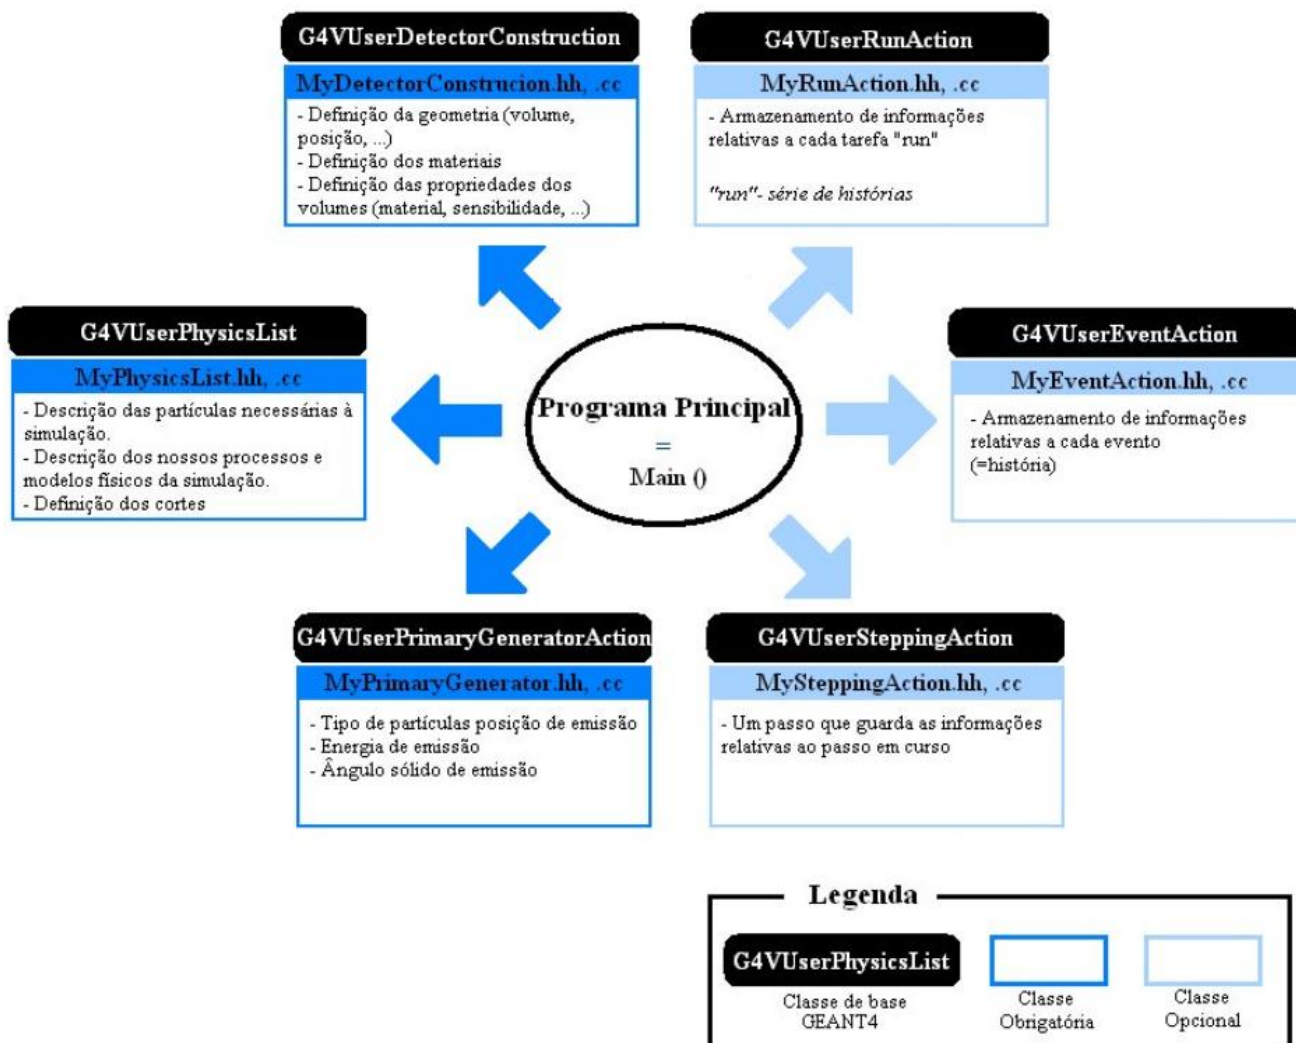 G4VUserDetectorConstruction
MyDetectorConstrucion.hh, .cc
- Definição da geometria (volume,
posição, ...)
- Definição dos materiais
- Definição das propriedades dos
volumes (material, sensibilidade, ...)
G4VUserRunAction
MyRunAction.hh, .cc
- Armazenamento de informações
relativas a cada tarefa "run"
"run"- série de histórias
G4VUserPhysicsList
MyPhysicsList.hh, .cc
- Descrição das partículas necessárias à
simulação.
- Descrição dos nossos processos e
modelos físicos da simulação.
- Definição dos cortes
Programa Principal
=
Main ()
G4VUserEventAction
MyEventAction.hh, .cc
- Armazenamento de informações
relativas a cada evento
(=história)
G4VUserPrimaryGeneratorAction
MyPrimaryGenerator.hh, .cc
- Tipo de partículas posição de emissão
- Energia de emissão
- Ângulo sólido de emissão
G4VUserSteppingAction
MySteppingAction.hh, .cc
- Um passo que guarda as informações
relativas ao passo em curso
Legenda
G4VUserPhysicsList
Classe de base
GEANT4
Classe
Obrigatória
Classe
Opcional